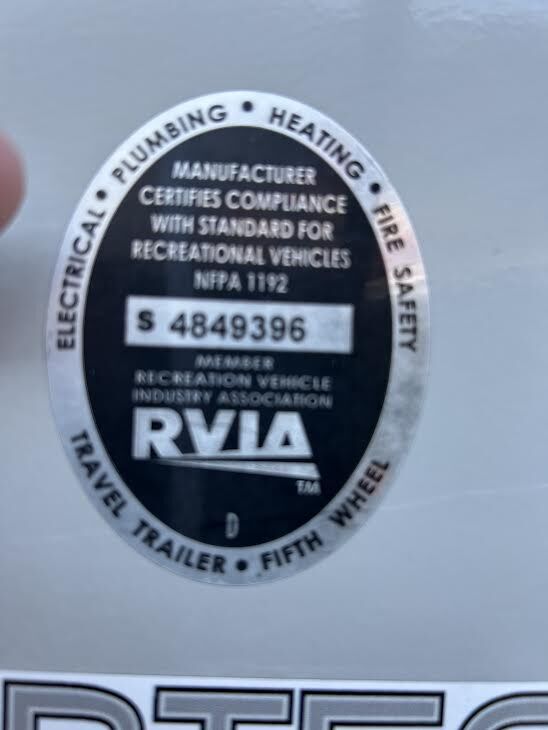 ELECTRICAL • PLUMBING • HEATING • FIRE SAFETY
MANUFACTURER
CERTIFIES COMPLIANCE
WITH STANDARD FOR
RECREATIONAL VEHICLES
NFPA 1192
S 4849396
MEMBER
RECREATION VEHICLE
INDUSTRY ASSOCIATION
RVIA
TM
D
TRAVEL TRAILER • FIFTH WHEEL